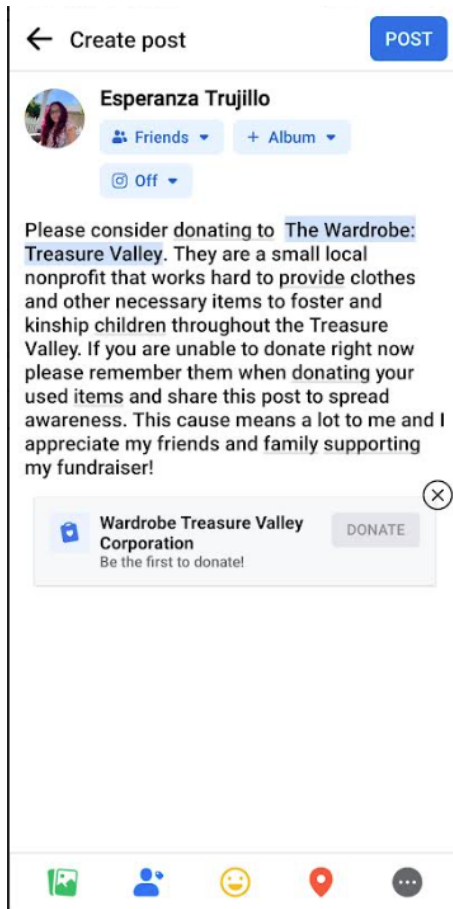 Create post
POST
Esperanza Trujillo
Friends
+ Album
Off
Please consider donating to The Wardrobe:
Treasure Valley. They are a small local
nonprofit that works hard to provide clothes
and other necessary items to foster and
kinship children throughout the Treasure
Valley. If you are unable to donate right now
please remember them when donating your
used items and share this post to spread
awareness. This cause means a lot to me and I
appreciate my friends and family supporting
my fundraiser!
Wardrobe Treasure Valley
Corporation
DONATE
Be the first to donate!